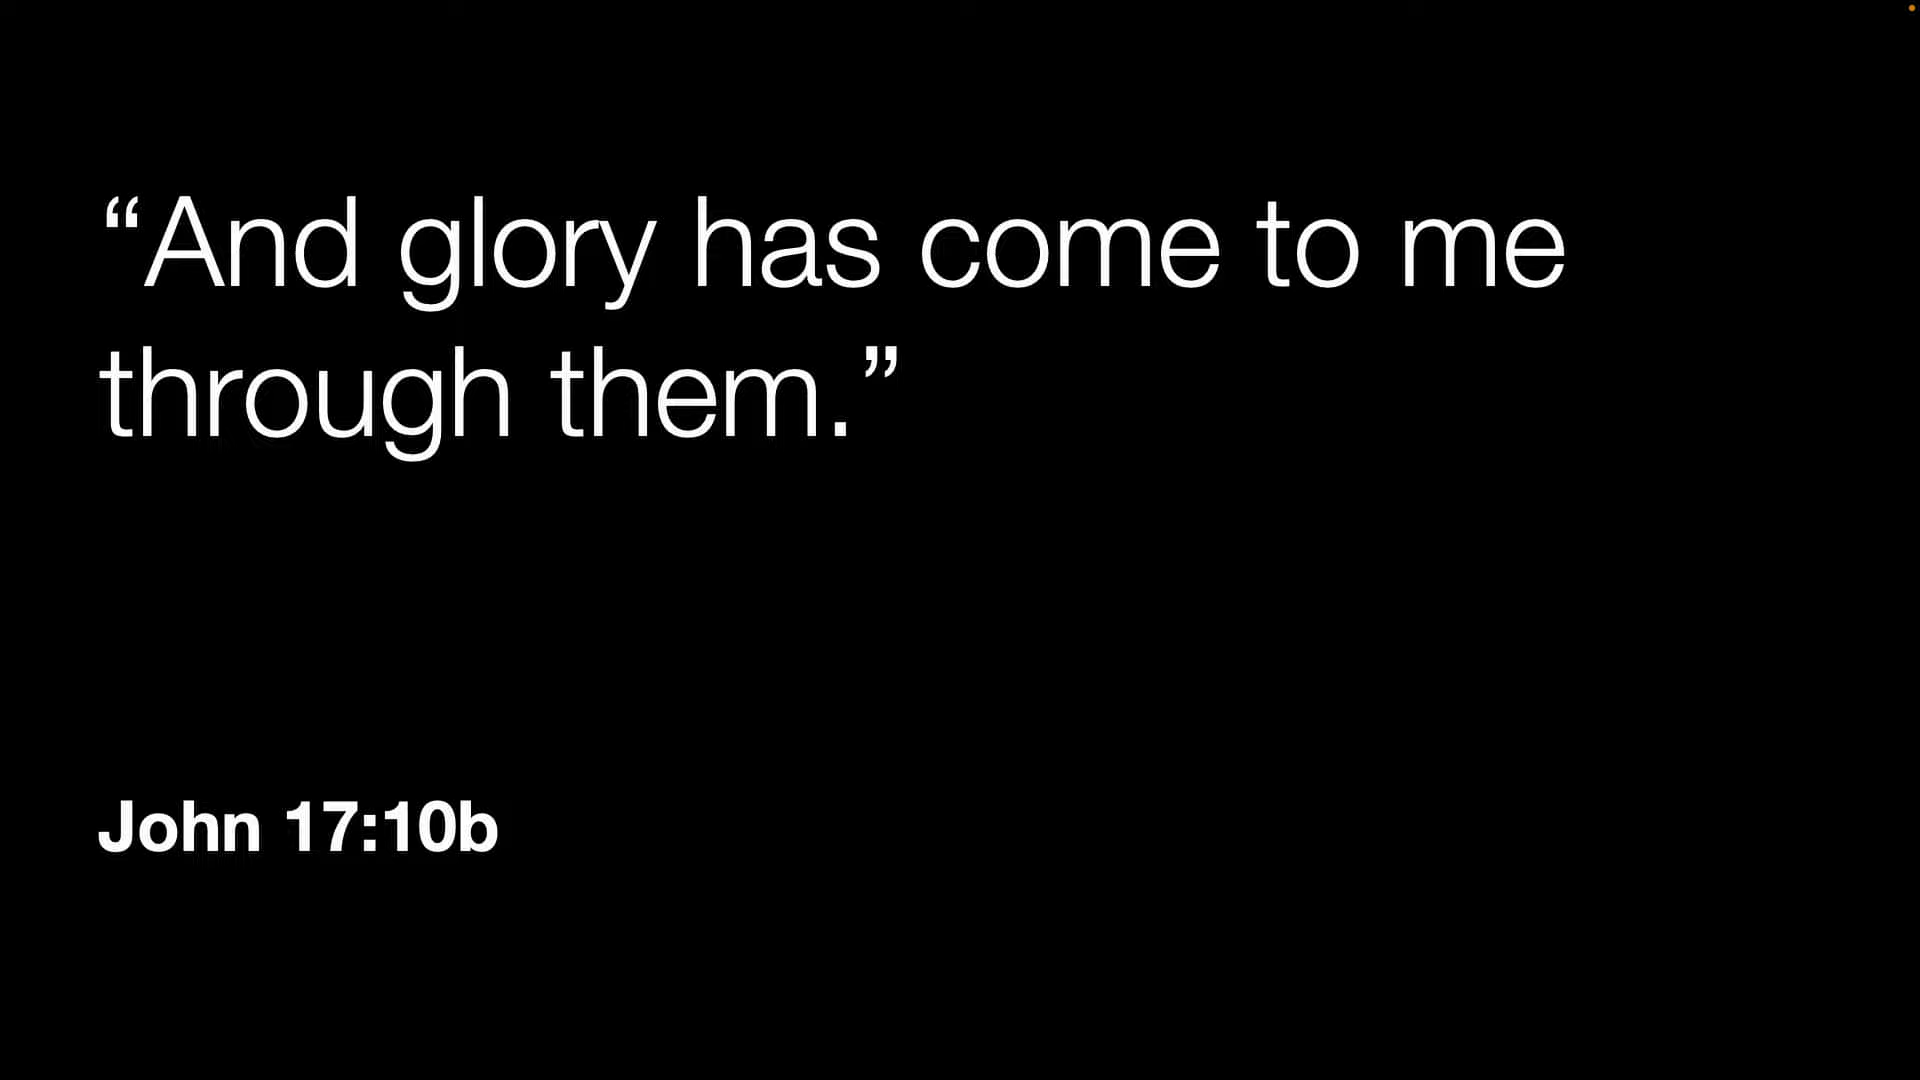 “And glory has come to me
through them.”
John 17:10b